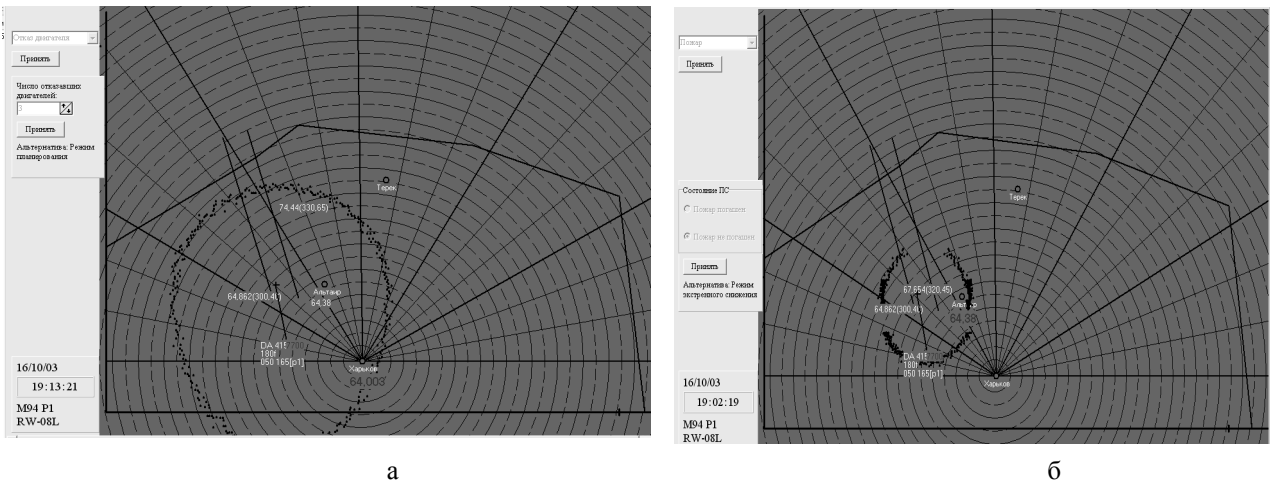 Отказ двигателя
Принять
Число отказавших
двигателей:
3
Принять
Альтернатива: Режим
планирования
16/10/03
19:13:21
M94 P1
RW-08L
Терек
74,44(330,65)
64,862(300,40)
Альтаир
64,38
DA 415
180f
050 165[p1]
Харьков
64,003
а
Пожар
Принять
Состояние ПС
Пожар погашен
Пожар не погашен
Принять
Альтернатива: Режим
экстренного снижения
16/10/03
19:02:19
M94 P1
RW-08L
Терек
67,654(320,45)
64,862(300,40)
Альтаир
64,38
DA 415
180f
050 165[p1]
Харьков
б